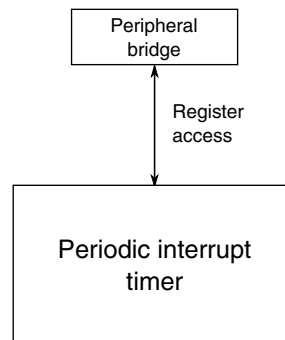 Peripheral
bridge
Register
access
Periodic interrupt
timer